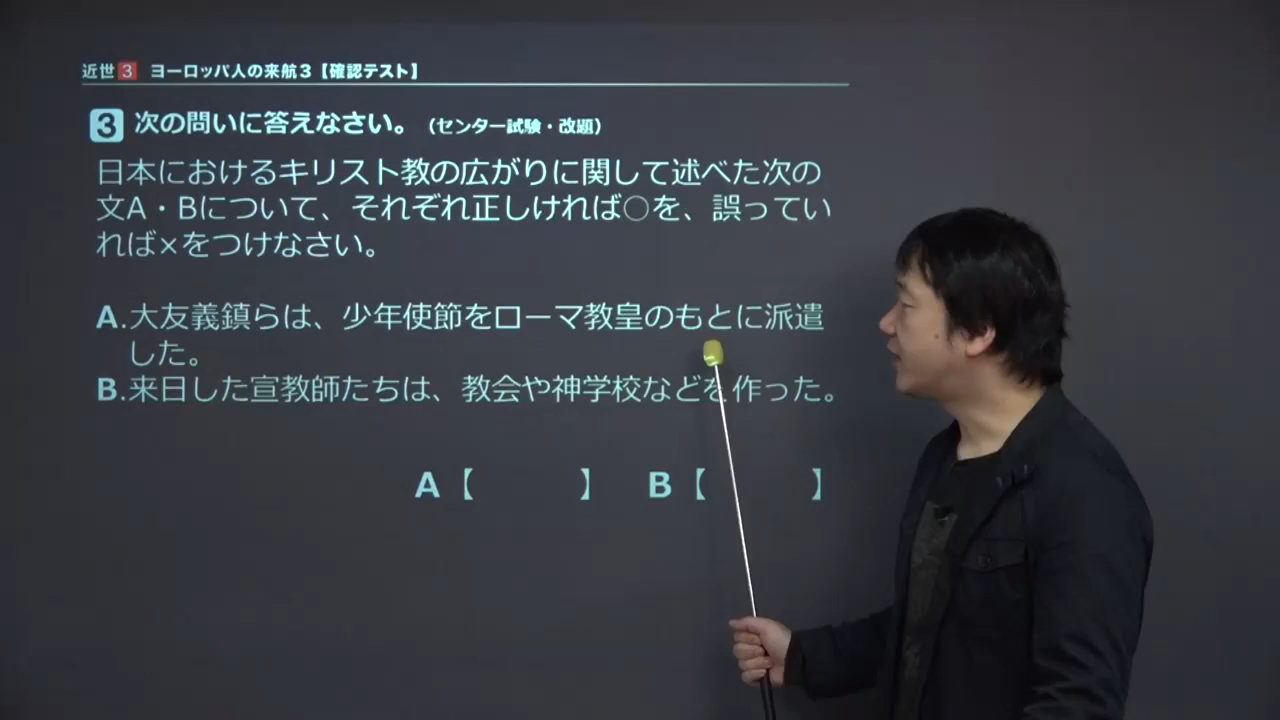 近世3 ヨーロッパ人の来航3【確認テスト】
3 次の問いに答えなさい。（センター試験・改題）
日本におけるキリスト教の広がりに関して述べた次の
文A・Bについて、それぞれ正しければ○を、誤ってい
れば×をつけなさい。
A.大友義鎮らは、少年使節をローマ教皇のもとに派遣
した。
B.来日した宣教師たちは、教会や神学校などを作った。
A【　　　】 B【　　　】